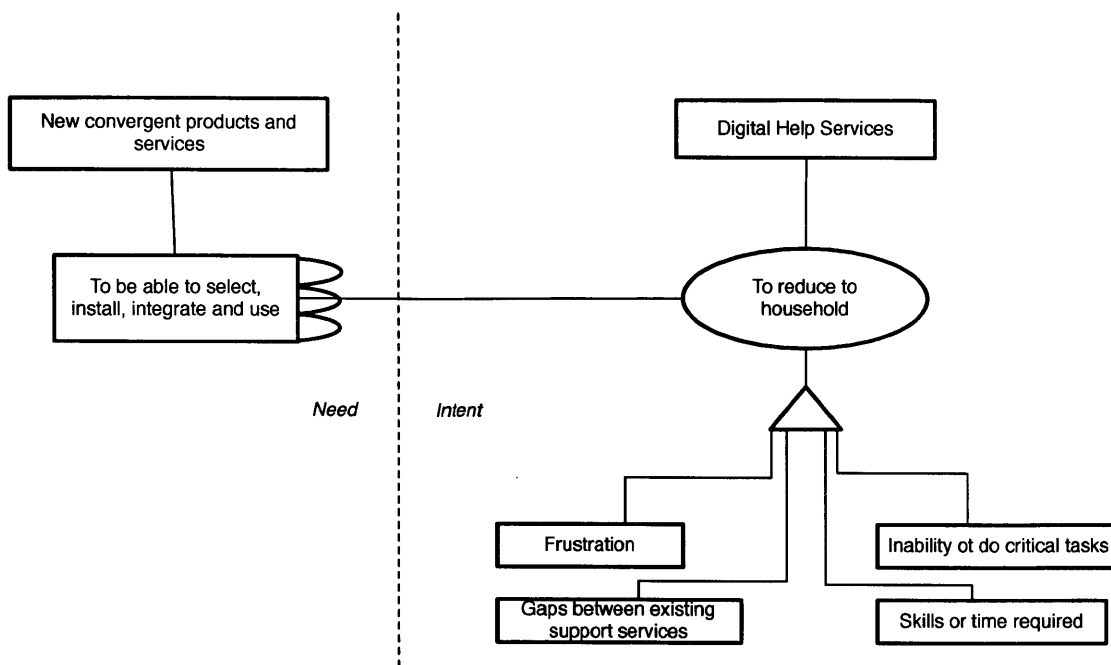 New convergent products and
services
Digital Help Services
To be able to select,
install, integrate and use
To reduce to
household
Need
Intent
Frustration
Inability ot do critical tasks
Gaps between existing
support services
Skills or time required